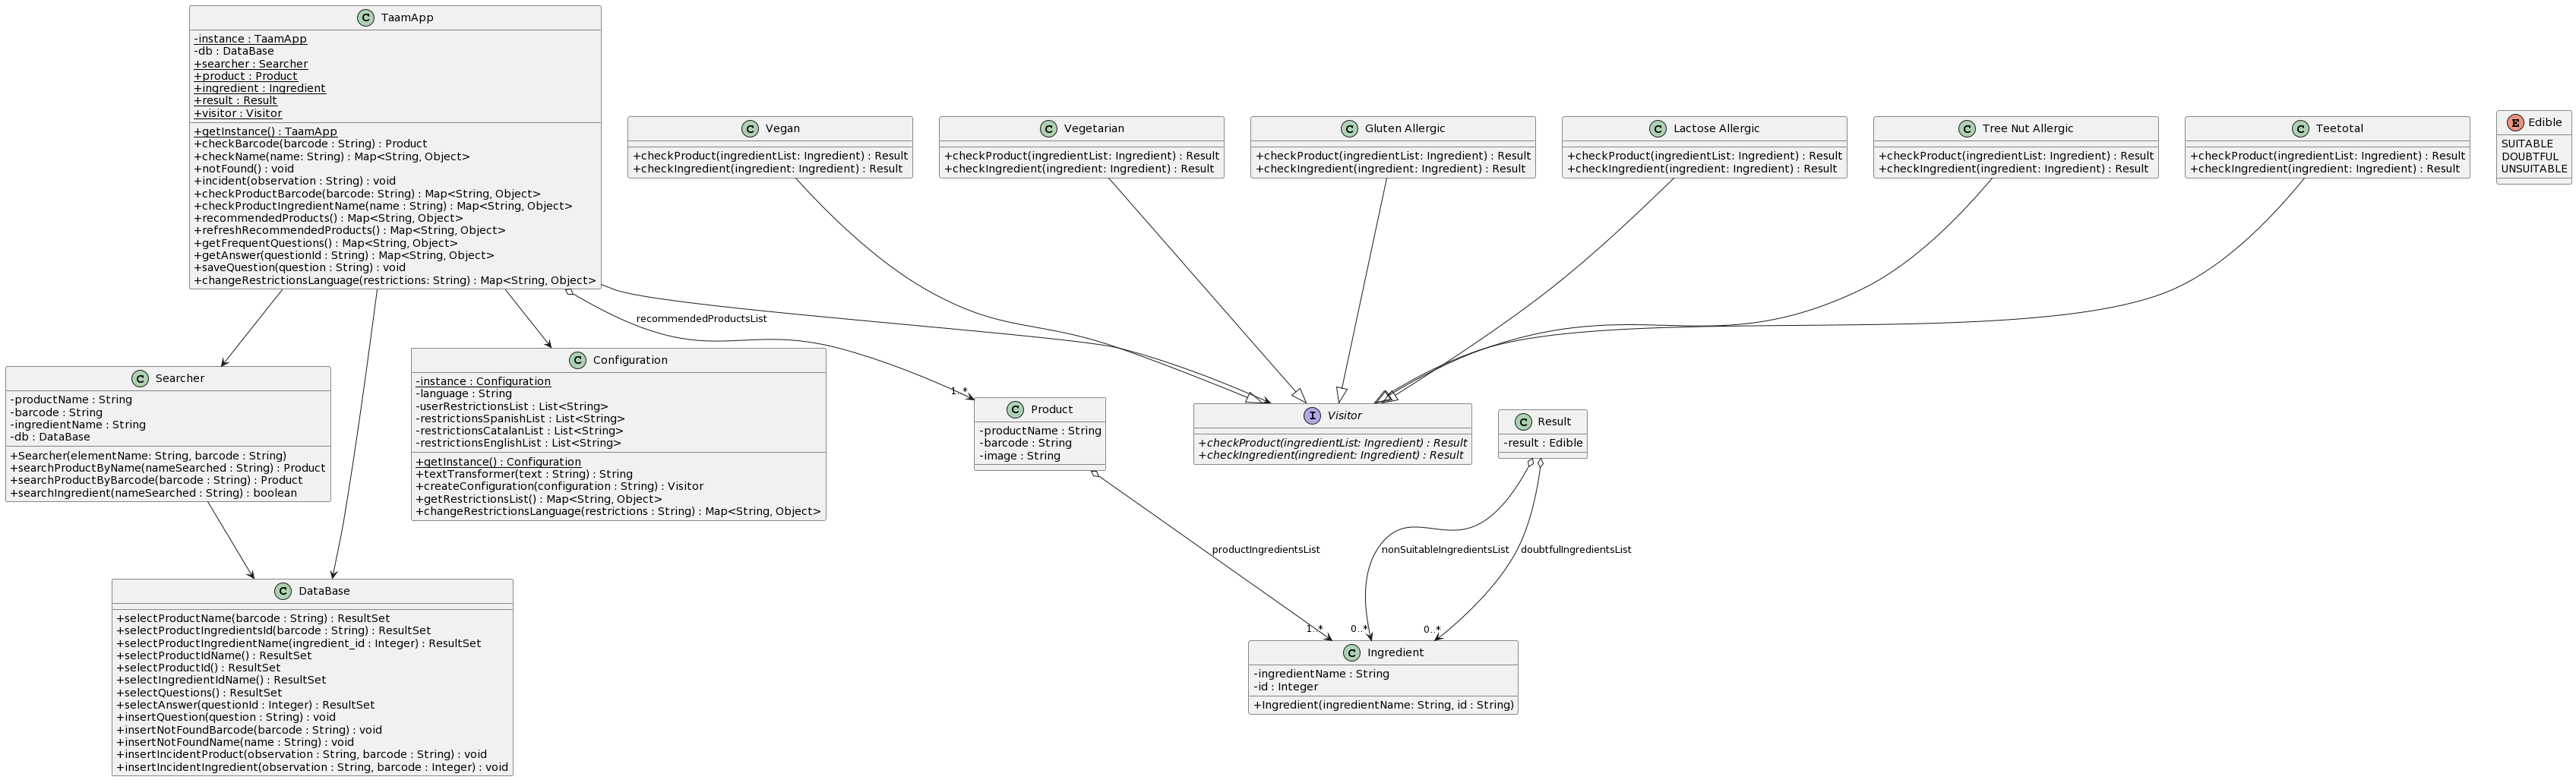 C TaamApp
-instance : TaamApp
-db : DataBase
+searcher : Searcher
+product : Product
+ingredient : Ingredient
+result : Result
+visitor : Visitor
+getInstance() : TaamApp
+checkBarcode(barcode : String) : Product
+checkName(name: String) : Map<String, Object>
+notFound() : void
+incident(observation : String) : void
+checkProductBarcode(barcode: String) : Map<String, Object>
+checkProductIngredientName(name : String) : Map<String, Object>
+recommendedProducts() : Map<String, Object>
+refreshRecommendedProducts() : Map<String, Object>
+getFrequentQuestions() : Map<String, Object>
+getAnswer(questionId : String) : Map<String, Object>
+saveQuestion(question : String) : void
+changeRestrictionsLanguage(restrictions: String) : Map<String, Object>
C Vegan
+checkProduct(ingredientList: Ingredient) : Result
+checkIngredient(ingredient: Ingredient) : Result
C Vegetarian
+checkProduct(ingredientList: Ingredient) : Result
+checkIngredient(ingredient: Ingredient) : Result
C Gluten Allergic
+checkProduct(ingredientList: Ingredient) : Result
+checkIngredient(ingredient: Ingredient) : Result
C Lactose Allergic
+checkProduct(ingredientList: Ingredient) : Result
+checkIngredient(ingredient: Ingredient) : Result
C Tree Nut Allergic
+checkProduct(ingredientList: Ingredient) : Result
+checkIngredient(ingredient: Ingredient) : Result
C Teetotal
+checkProduct(ingredientList: Ingredient) : Result
+checkIngredient(ingredient: Ingredient) : Result
E Edible
SUITABLE
DOUBTFUL
UNSUITABLE
recommendedProductsList
1..*
C Searcher
-productName : String
-barcode : String
-ingredientName : String
-db : DataBase
+Searcher(elementName: String, barcode : String)
+searchProductByName(nameSearched : String) : Product
+searchProductByBarcode(barcode : String) : Product
+searchIngredient(nameSearched : String) : boolean
C Configuration
-instance : Configuration
-language : String
-userRestrictionsList : List<String>
-restrictionsSpanishList : List<String>
-restrictionsCatalanList : List<String>
-restrictionsEnglishList : List<String>
+getInstance() : Configuration
+textTransformer(text : String) : String
+createConfiguration(configuration : String) : Visitor
+getRestrictionsList() : Map<String, Object>
+changeRestrictionsLanguage(restrictions : String) : Map<String, Object>
C Product
-productName : String
-barcode : String
-image : String
I Visitor
+checkProduct(ingredientList: Ingredient) : Result
+checkIngredient(ingredient: Ingredient) : Result
C Result
-result : Edible
productIngredientsList
nonSuitableIngredientsList
doubtfulIngredientsList
1..*
0..*
0..*
C DataBase
+selectProductName(barcode : String) : ResultSet
+selectProductIngredientsId(barcode : String) : ResultSet
+selectProductIngredientName(ingredient_id : Integer) : ResultSet
+selectProductIdName() : ResultSet
+selectProductId() : ResultSet
+selectIngredientIdName() : ResultSet
+selectQuestions() : ResultSet
+selectAnswer(questionId : Integer) : ResultSet
+insertQuestion(question : String) : void
+insertNotFoundBarcode(barcode : String) : void
+insertNotFoundName(name : String) : void
+insertIncidentProduct(observation : String, barcode : String) : void
+insertIncidentIngredient(observation : String, barcode : Integer) : void
C Ingredient
-ingredientName : String
-id : Integer
+Ingredient(ingredientName: String, id : String)